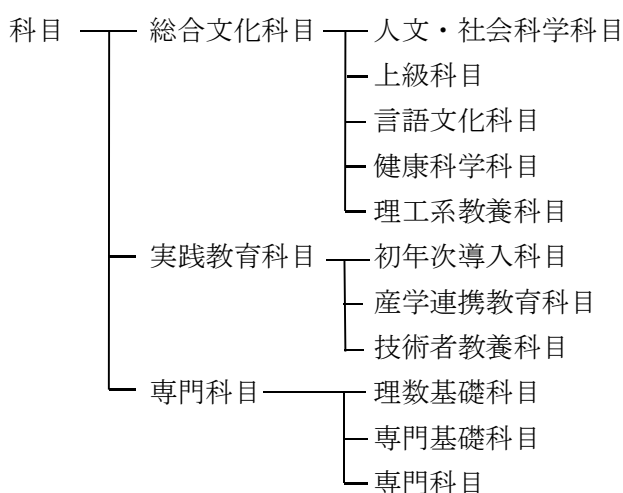 科目 総合文化科目 人文・社会科学科目
上級科目
言語文化科目
健康科学科目
理工系教養科目
実践教育科目 初年次導入科目
産学連携教育科目
技術者教養科目
専門科目 理数基礎科目
専門基礎科目
専門科目